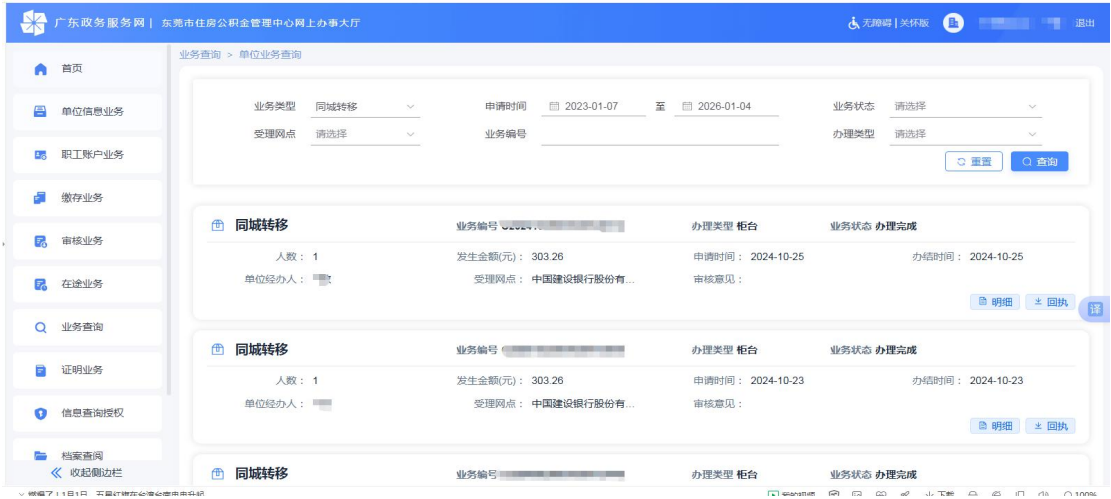 广东政务服务网 | 东莞市住房公积金管理中心网上办事大厅 无障碍 | 关怀版 退出
业务查询 > 单位业务查询
首页
单位信息业务
职工账户业务
缴存业务
审核业务
在途业务
业务查询
证明业务
信息查询授权
档案查阅
收起侧边栏
业务类型 同城转移 申请时间 2023-01-07 至 2026-01-04 业务状态 请选择
受理网点 请选择 业务编号 办理类型 请选择
重置 查询
同城转移 业务编号 办理类型 柜台 业务状态 办理完成
人数: 1 发生金额(元): 303.26 申请时间: 2024-10-25 办结时间: 2024-10-25
单位经办人: 受理网点: 中国建设银行股份有... 审核意见:
明细 回执
译
同城转移 业务编号 办理类型 柜台 业务状态 办理完成
人数: 1 发生金额(元): 303.26 申请时间: 2024-10-23 办结时间: 2024-10-23
单位经办人: 受理网点: 中国建设银行股份有... 审核意见:
明细 回执
同城转移 业务编号 办理类型 柜台 业务状态 办理完成
下载 100%